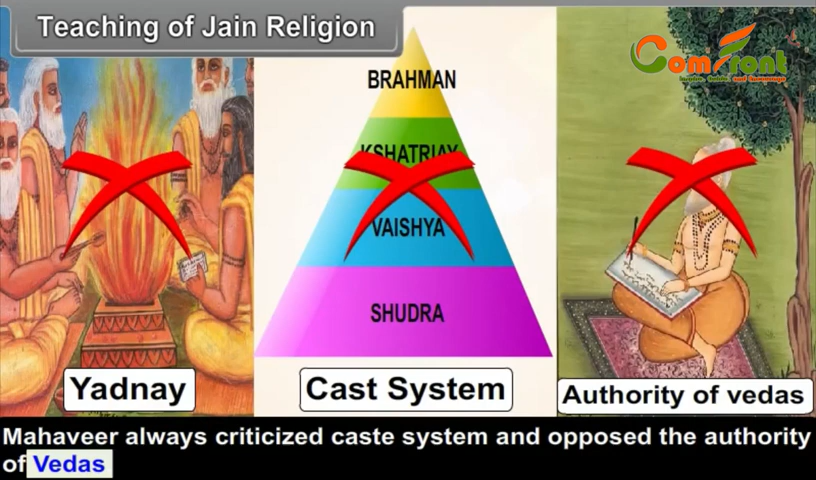 Teaching of Jain Religion
Comfront
BRAHMAN
KSHATRIAY
VAISHYA
SHUDRA
Yadnay
Cast System
Authority of vedas
Mahaveer always criticized caste system and opposed the authority
of Vedas